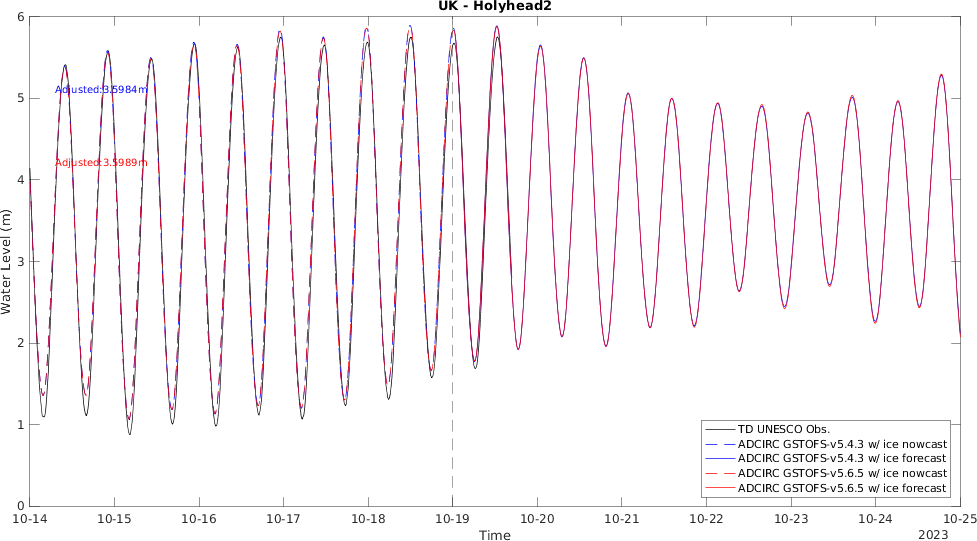 UK - Holyhead2
6
5
4
3
2
1
0
Water Level (m)
Adjusted:3.5984m
Adjusted:3.5989m
TD UNESCO Obs.
ADCIRC GSTOFS-v5.4.3 w/ ice nowcast
ADCIRC GSTOFS-v5.4.3 w/ ice forecast
ADCIRC GSTOFS-v5.6.5 w/ ice nowcast
ADCIRC GSTOFS-v5.6.5 w/ ice forecast
10-14 10-15 10-16 10-17 10-18 10-19 10-20 10-21 10-22 10-23 10-24 10-25
Time
2023